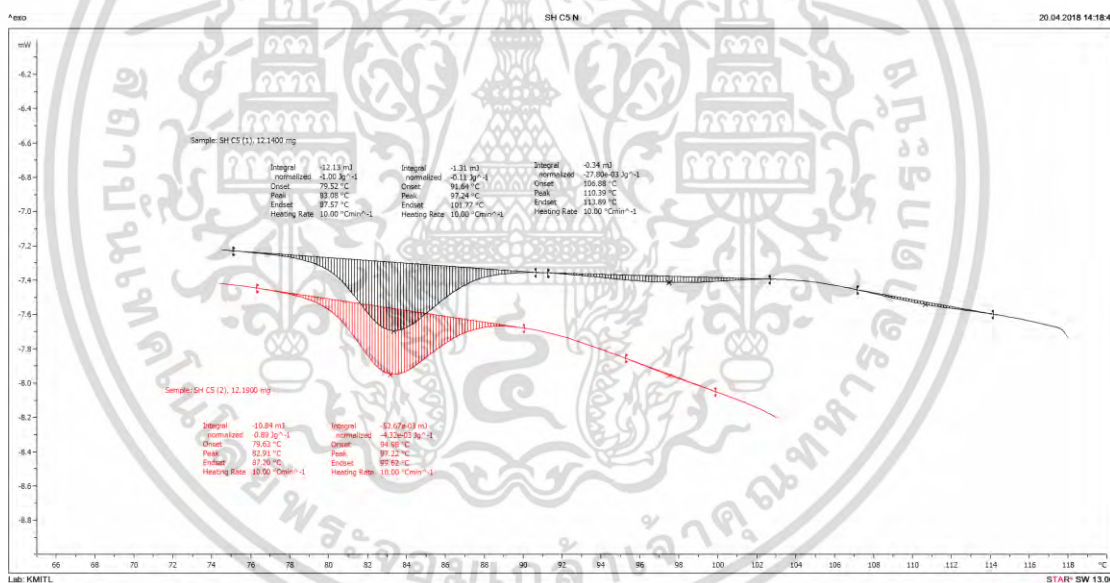 ^exo SH C5 N 20.04.2018 14:18:4
mW
-6.2
-6.4
-6.6
-6.8
-7.0
-7.2
-7.4
-7.6
-7.8
-8.0
-8.2
-8.4
-8.6
-8.8
Sample: SH C5 (1), 12.1400 mg
Integral -12.13 mJ
normalized -1.00 Jg^-1
Onset 79.52 °C
Peak 83.08 °C
Endset 87.57 °C
Heating Rate 10.00 °Cmin^-1
Integral -1.31 mJ
normalized -0.11 Jg^-1
Onset 91.64 °C
Peak 97.24 °C
Endset 101.77 °C
Heating Rate 10.00 °Cmin^-1
Integral -0.34 mJ
normalized -27.80e-03 Jg^-1
Onset 106.88 °C
Peak 110.39 °C
Endset 113.89 °C
Heating Rate 10.00 °Cmin^-1
Sample: SH C5 (2), 12.1900 mg
Integral -10.84 mJ
normalized -0.89 Jg^-1
Onset 79.63 °C
Peak 82.91 °C
Endset 87.20 °C
Heating Rate 10.00 °Cmin^-1
Integral -52.67e-03 mJ
normalized -4.32e-03 Jg^-1
Onset
Peak 97.22 °C
Endset 99.62 °C
Heating Rate 10.00 °Cmin^-1
66 68 70 72 74 76 78 80 82 84 86 88 90 92 94 96 98 100 102 104 106 108 110 112 114 116 118 °C
Lab: KMITL STARe SW 13.0